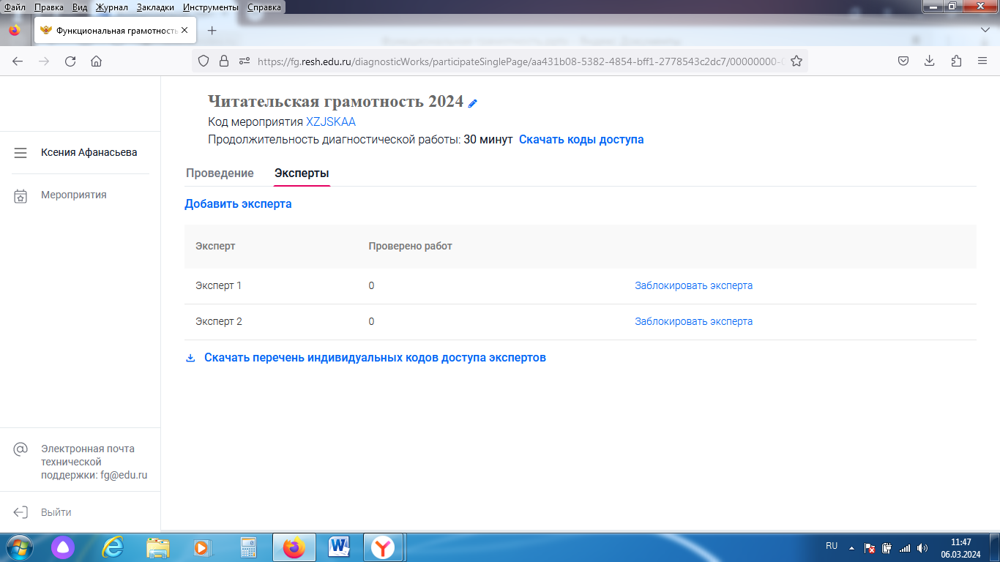 Файл Правка Вид Журнал Закладки Инструменты Справка
Функциональная грамотность
https://fg.resh.edu.ru/diagnosticWorks/participateSinglePage/aa431b08-5382-4854-bff1-2778543c2dc7/00000000-
Читательская грамотность 2024
Код мероприятия XZJSKAA
Продолжительность диагностической работы: 30 минут Скачать коды доступа
Ксения Афанасьева
Проведение Эксперты
Мероприятия
Добавить эксперта
Эксперт Проверено работ
Эксперт 1 0 Заблокировать эксперта
Эксперт 2 0 Заблокировать эксперта
Скачать перечень индивидуальных кодов доступа экспертов
Электронная почта
технической
поддержки: fg@edu.ru
Выйти
RU
11:47
06.03.2024